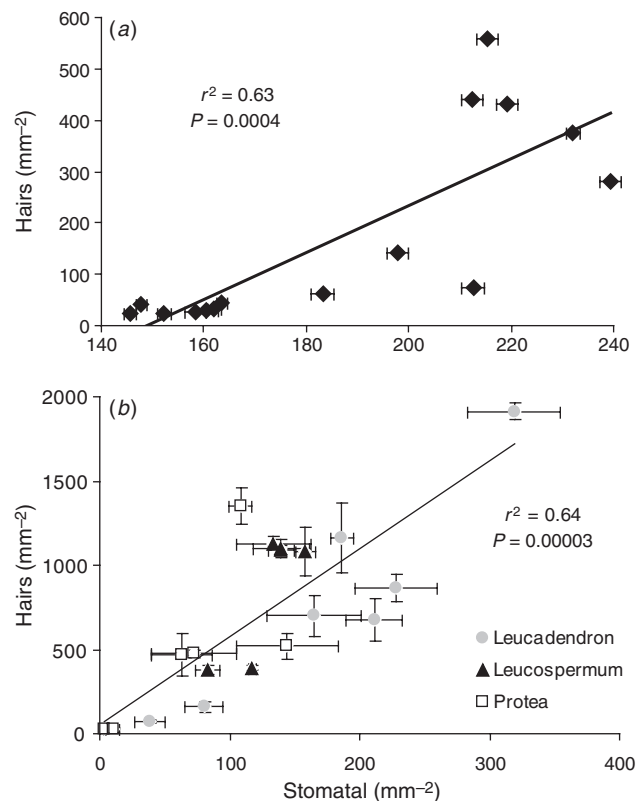 (a)
600
500
400
300
200
100
0
Hairs (mm⁻²)
r² = 0.63
P = 0.0004
140 160 180 200 220 240
(b)
2000
1500
1000
500
0
Hairs (mm⁻²)
r² = 0.64
P = 0.00003
Leucadendron
Leucospermum
Protea
0 100 200 300 400
Stomatal (mm⁻²)